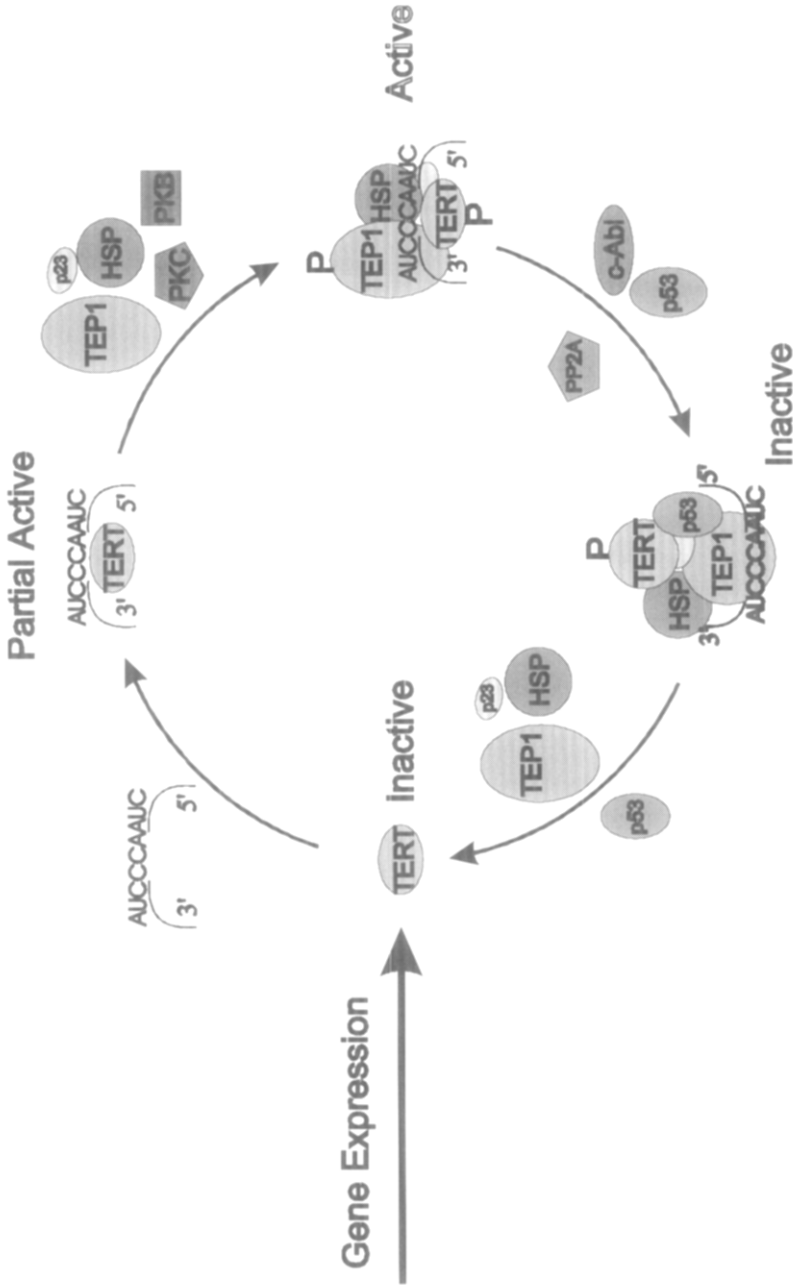 Gene Expression
TERT
Inactive
AUCCCAAUC
3'
5'
Partial Active
AUCCCAAUC
TERT
3'
5'
TEP1
p23
HSP
PKC
PKB
Active
P
TEP1
HSP
AUCCCAAUC
TERT
3'
5'
P
PP2A
c-Abl
p53
Inactive
P
TERT
p53
HSP
TEP1
3'
5'
AUCCCAAUC
p23
HSP
TEP1
p53